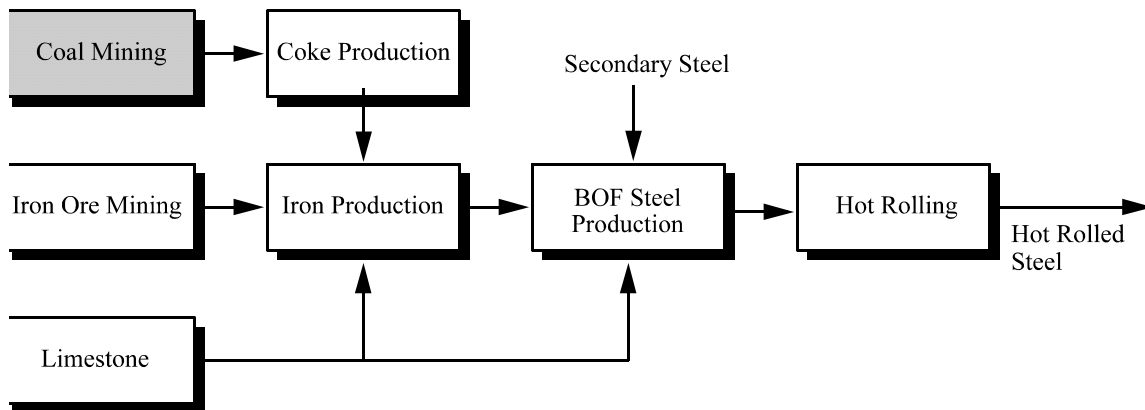 Coal Mining
Coke Production
Secondary Steel
Iron Ore Mining
Iron Production
BOF Steel
Production
Hot Rolling
Hot Rolled
Steel
Limestone